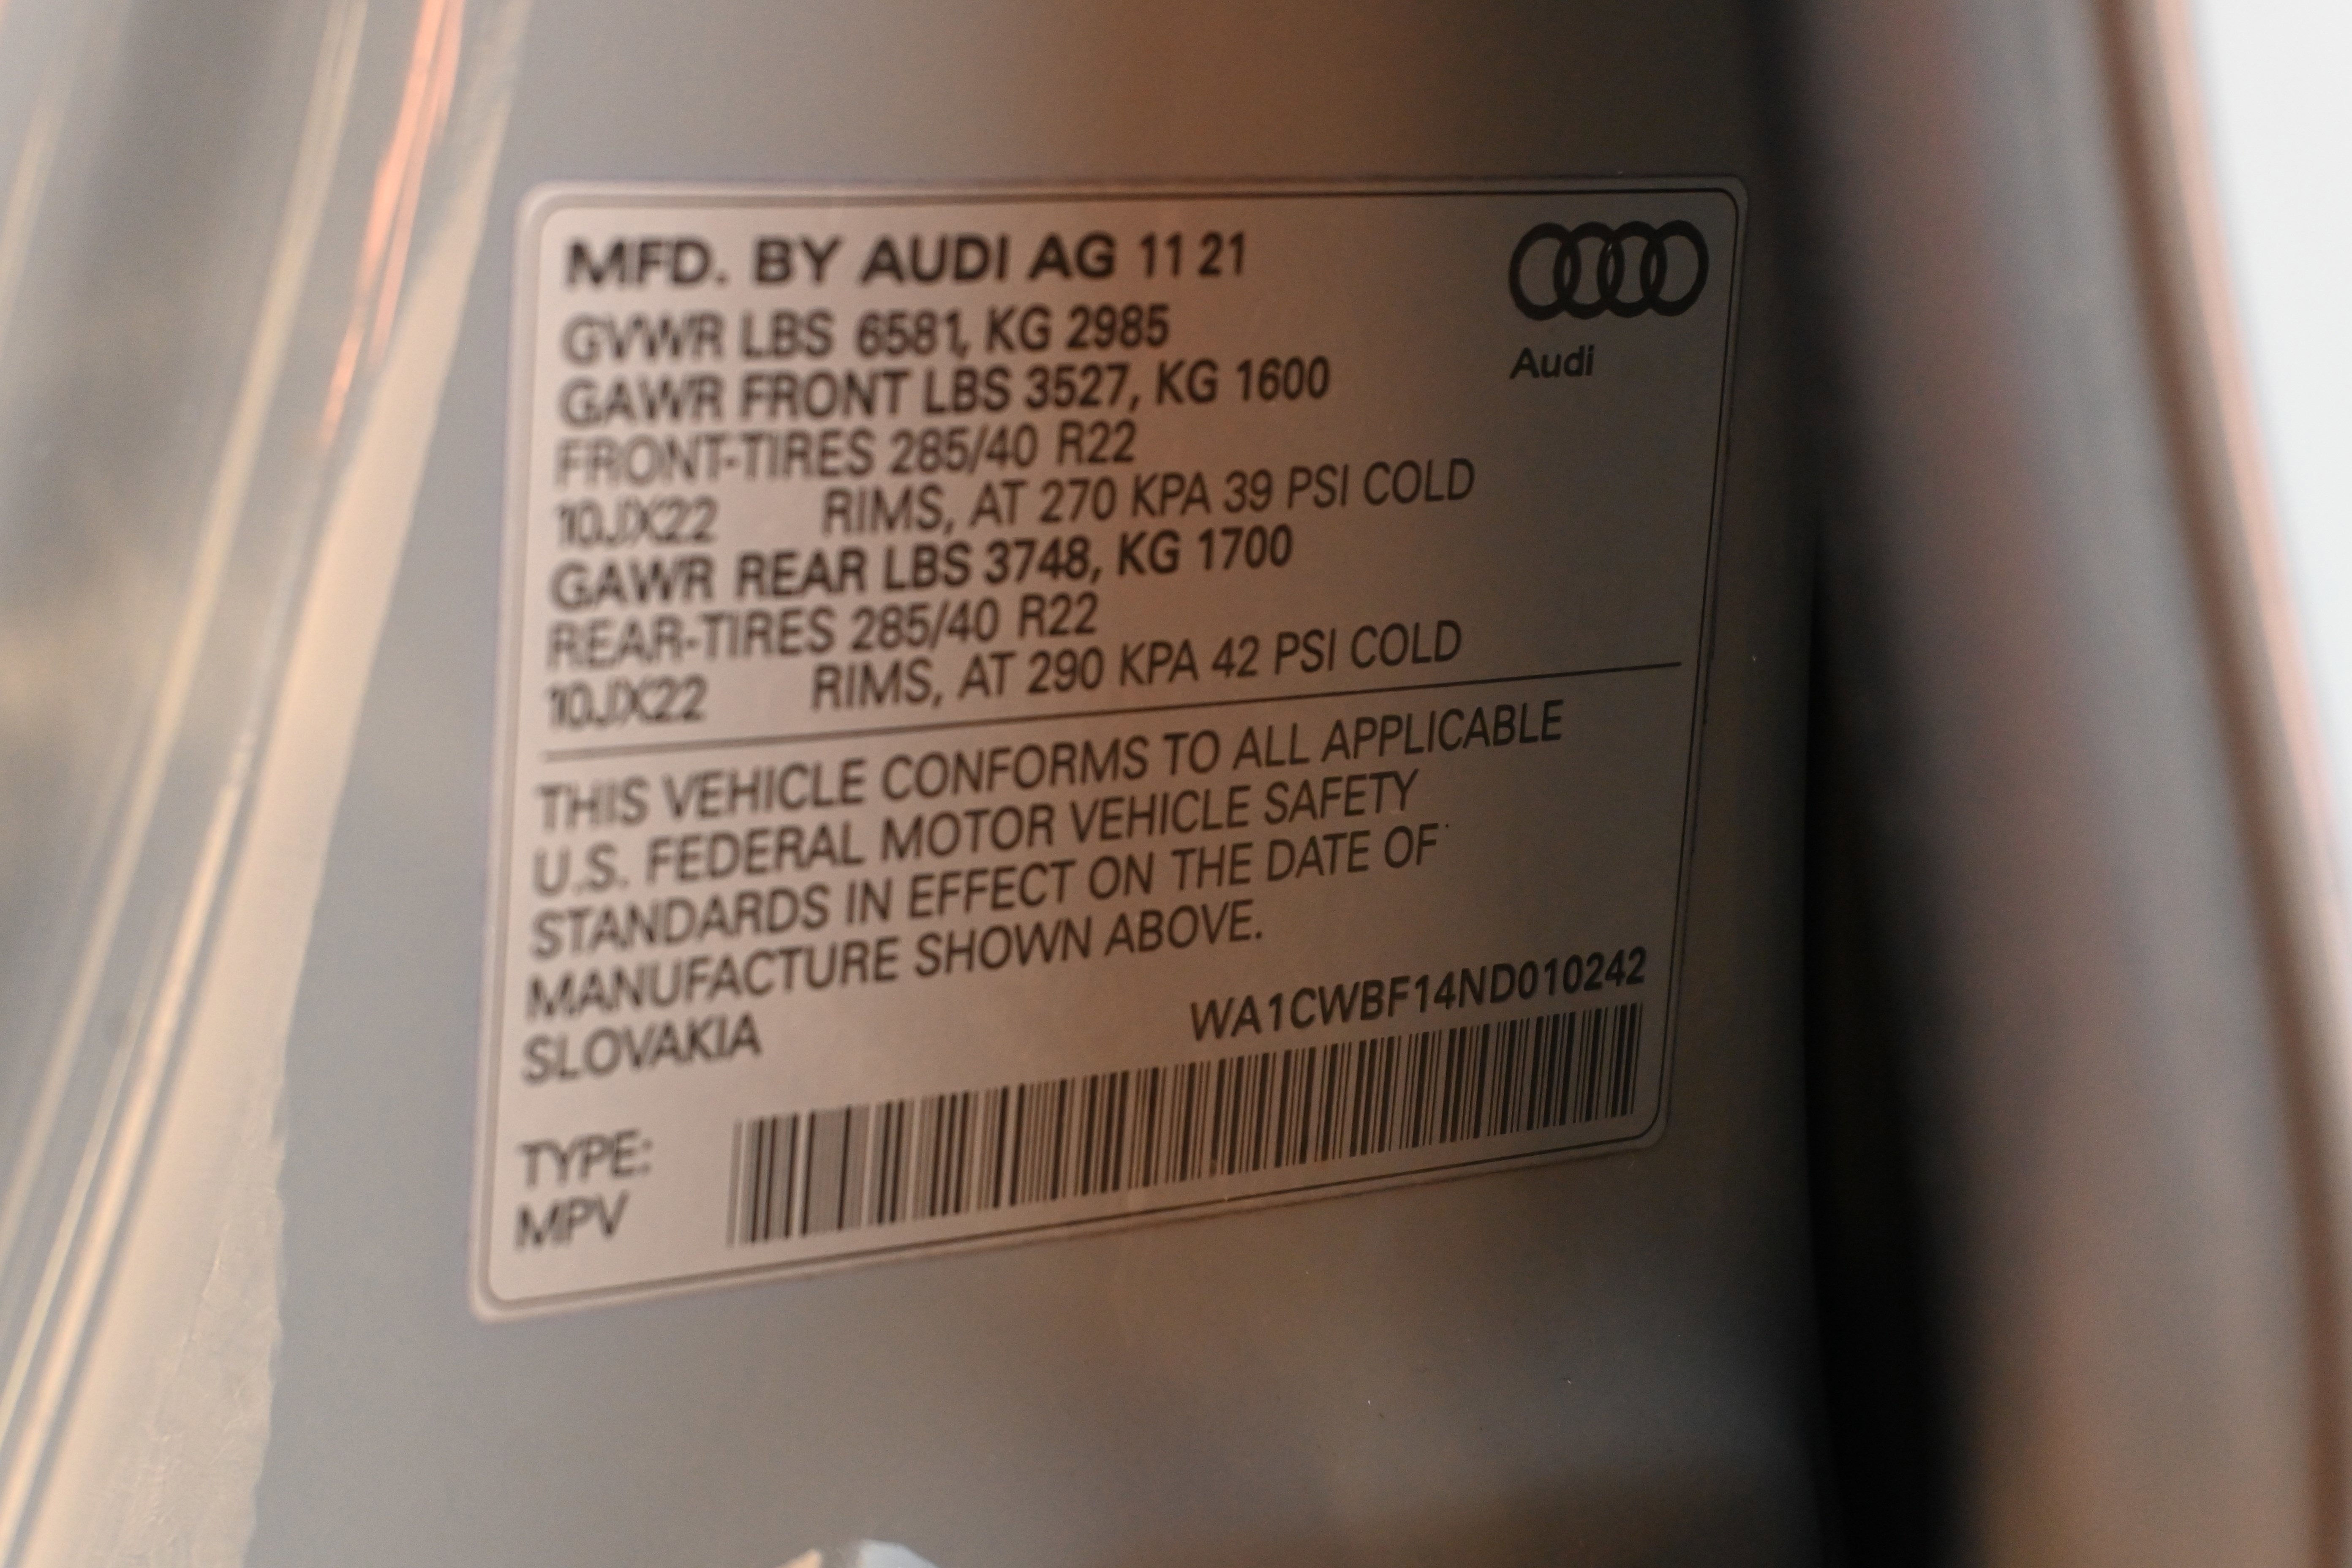 MFD. BY AUDI AG 11 21
GVWR LBS 6581, KG 2985
GAWR FRONT LBS 3527, KG 1600
FRONT-TIRES 285/40 R22
10JX22 RIMS, AT 270 KPA 39 PSI COLD
GAWR REAR LBS 3748, KG 1700
REAR-TIRES 285/40 R22
10JX22 RIMS, AT 290 KPA 42 PSI COLD
Audi
THIS VEHICLE CONFORMS TO ALL APPLICABLE
U.S. FEDERAL MOTOR VEHICLE SAFETY
STANDARDS IN EFFECT ON THE DATE OF
MANUFACTURE SHOWN ABOVE.
SLOVAKIA
WA1CWBF14ND010242
TYPE:
MPV